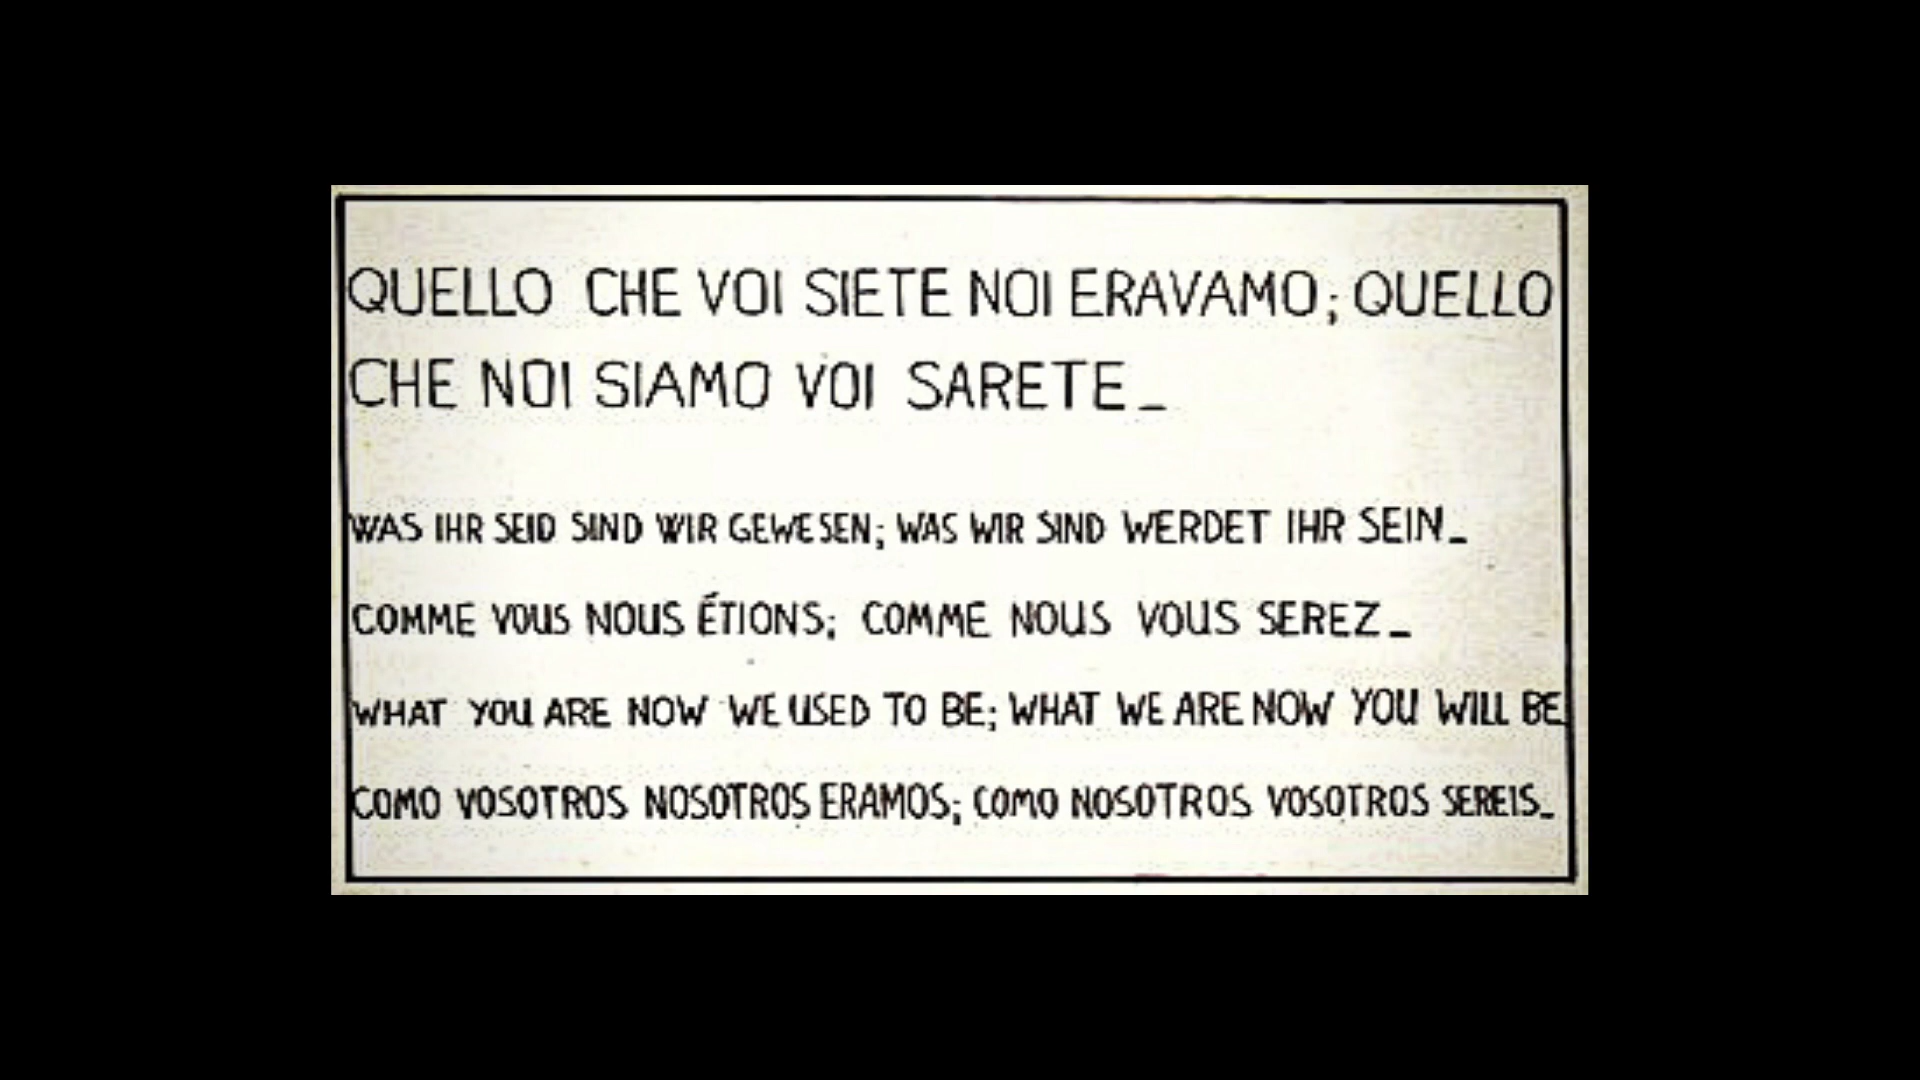 QUELLO CHE VOI SIETE NOI ERAVAMO; QUELLO
CHE NOI SIAMO VOI SARETE_
WAS IHR SEID SIND WIR GEWESEN; WAS WIR SIND WERDET IHR SEIN_
COMME VOUS NOUS ÉTIONS; COMME NOUS VOUS SEREZ_
WHAT YOU ARE NOW WE USED TO BE; WHAT WE ARE NOW YOU WILL BE
COMO VOSOTROS NOSOTROS ERAMOS; COMO NOSOTROS VOSOTROS SEREIS_